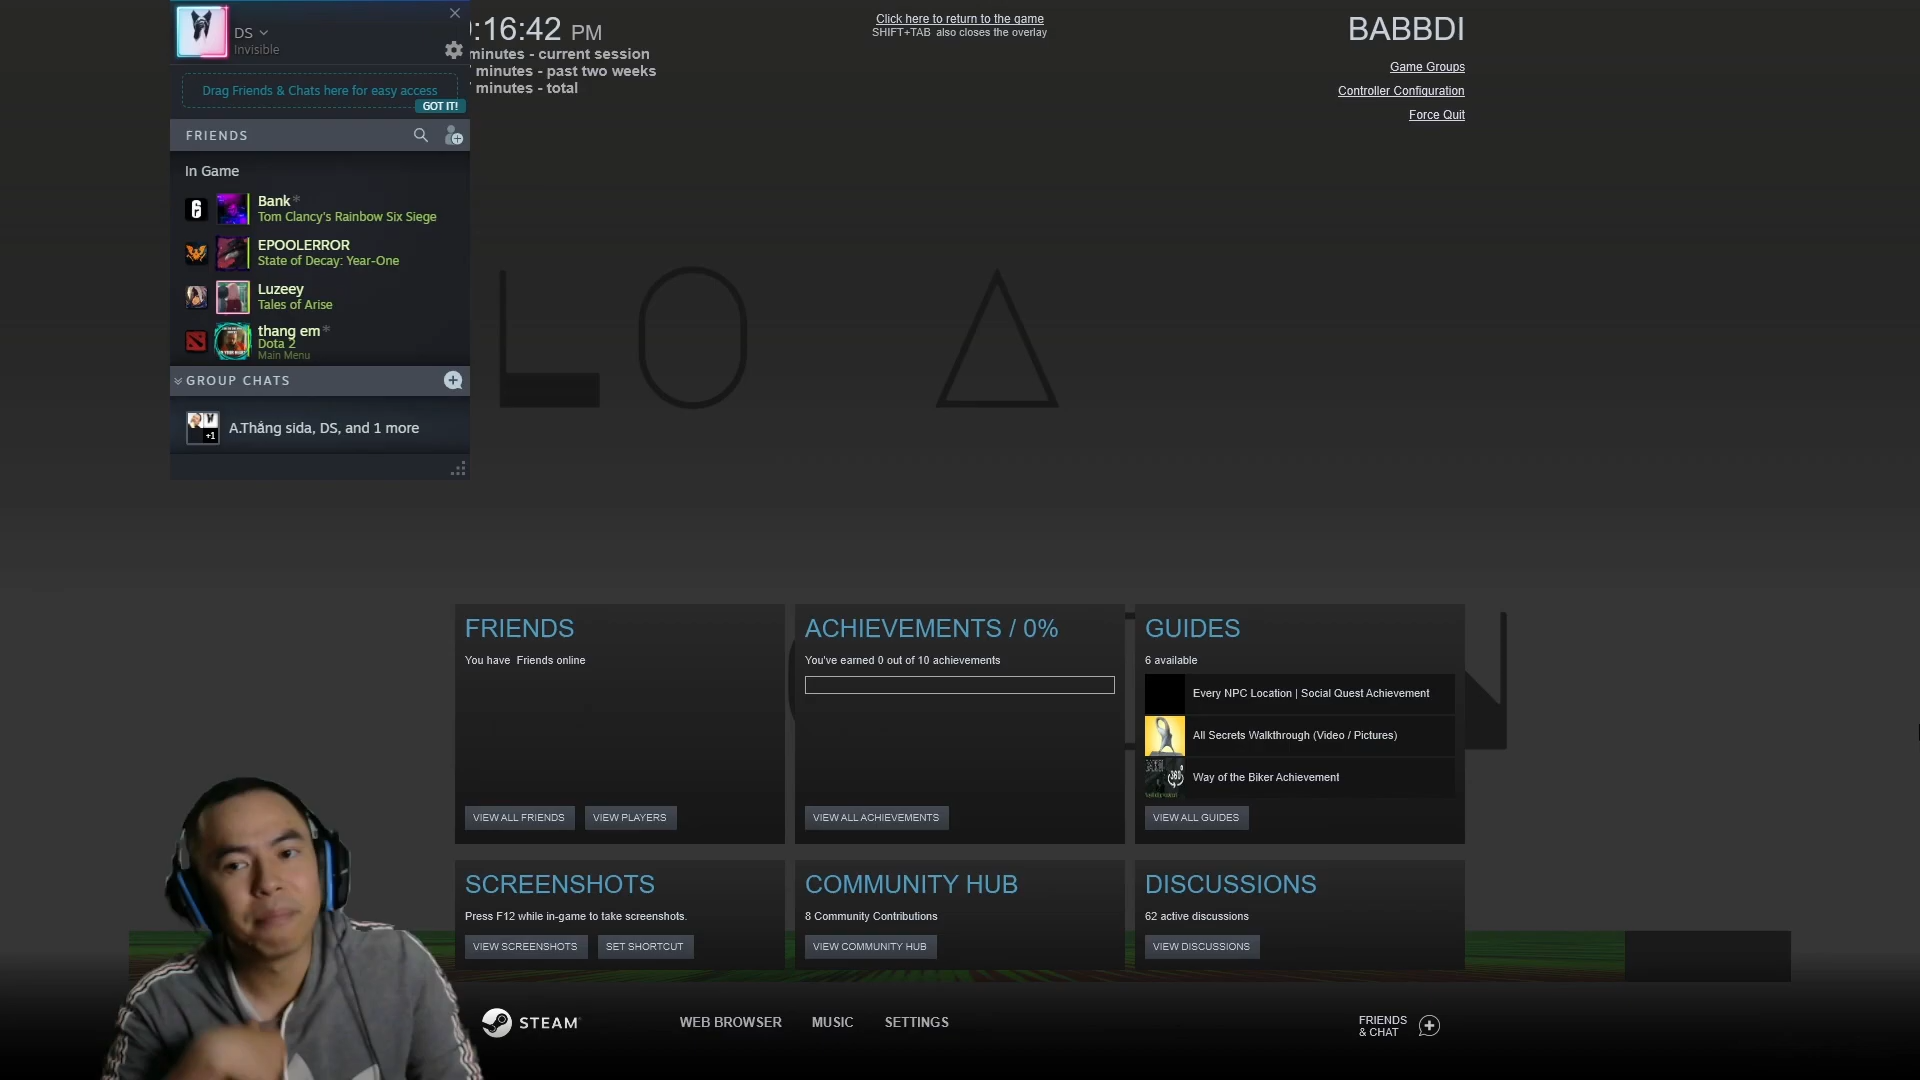 DS
Invisible
Drag Friends & Chats here for easy access
GOT IT!
FRIENDS
In Game
Bank*
Tom Clancy's Rainbow Six Siege
EPOOLERROR
State of Decay: Year-One
Luzeey
Tales of Arise
thang em*
Dota 2
Main Menu
GROUP CHATS
+1
A.Thắng sida, DS, and 1 more
:16:42 PM
minutes - current session
minutes - past two weeks
minutes - total
Click here to return to the game
SHIFT+TAB also closes the overlay
BABBDI
Game Groups
Controller Configuration
Force Quit
LO A
FRIENDS
You have Friends online
VIEW ALL FRIENDS
VIEW PLAYERS
ACHIEVEMENTS / 0%
You've earned 0 out of 10 achievements
VIEW ALL ACHIEVEMENTS
GUIDES
6 available
Every NPC Location | Social Quest Achievement
All Secrets Walkthrough (Video / Pictures)
Way of the Biker Achievement
VIEW ALL GUIDES
SCREENSHOTS
Press F12 while in-game to take screenshots.
VIEW SCREENSHOTS
SET SHORTCUT
COMMUNITY HUB
8 Community Contributions
VIEW COMMUNITY HUB
DISCUSSIONS
62 active discussions
VIEW DISCUSSIONS
STEAM
WEB BROWSER
MUSIC
SETTINGS
FRIENDS
& CHAT